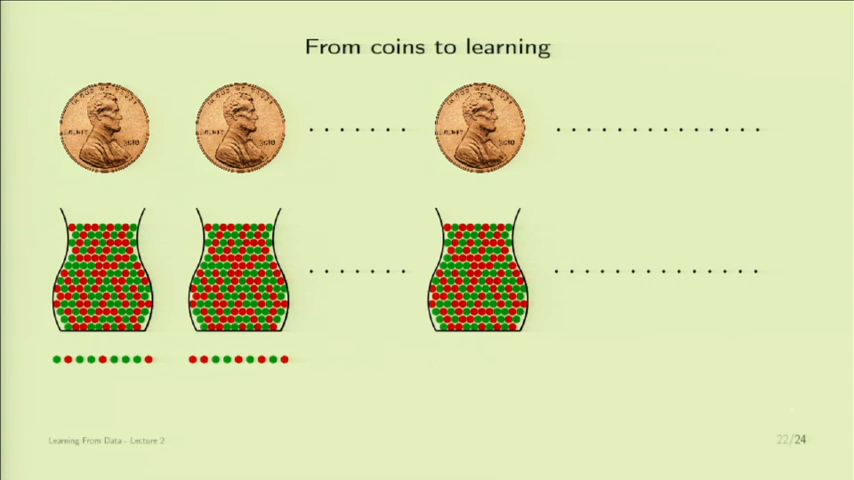 From coins to learning
Learning From Data - Lecture 2
22/24